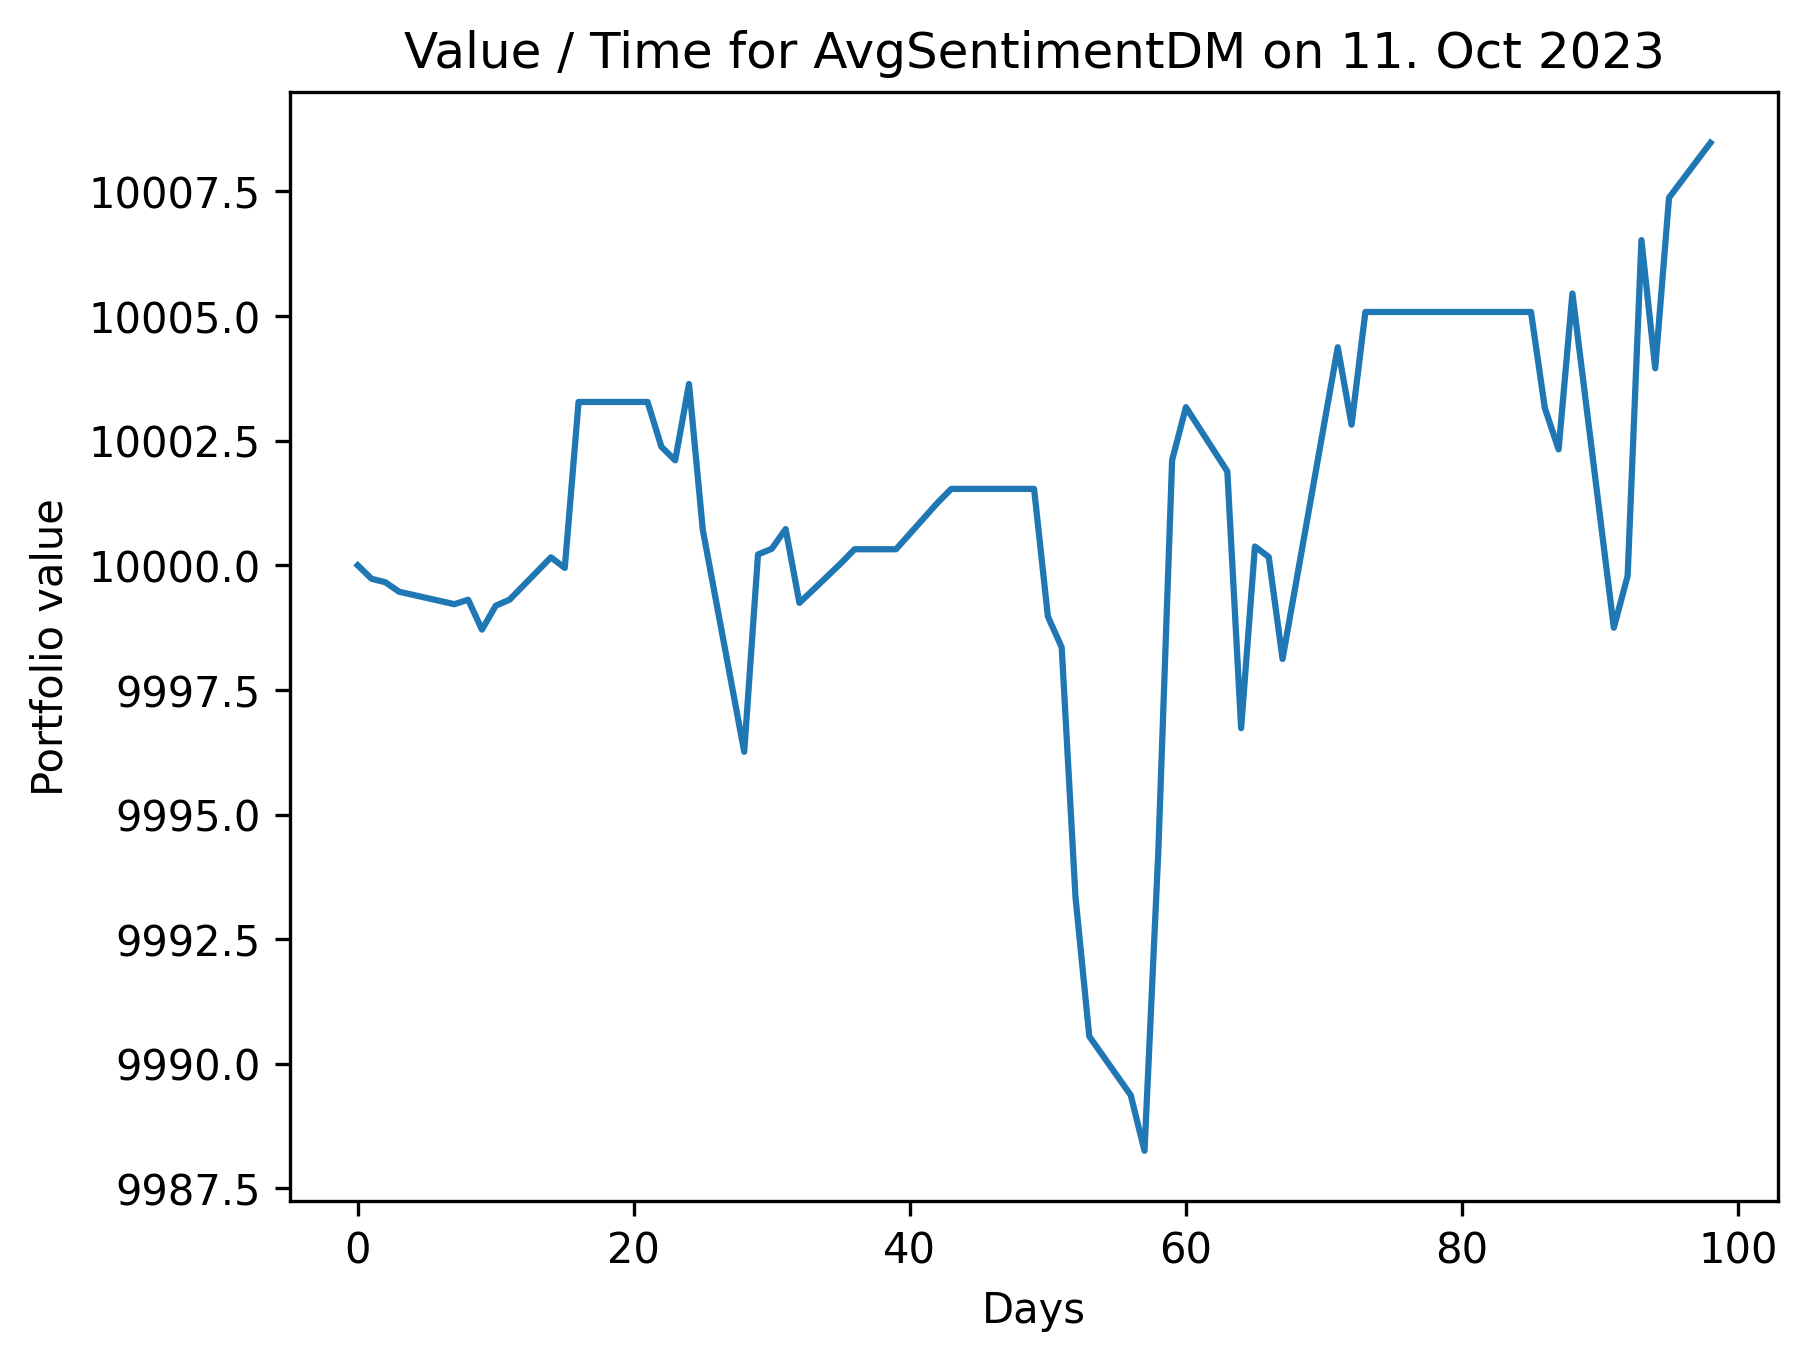 Value / Time for AvgSentimentDM on 11. Oct 2023
Portfolio value
10007.5
10005.0
10002.5
10000.0
9997.5
9995.0
9992.5
9990.0
9987.5
0 20 40 60 80 100
Days